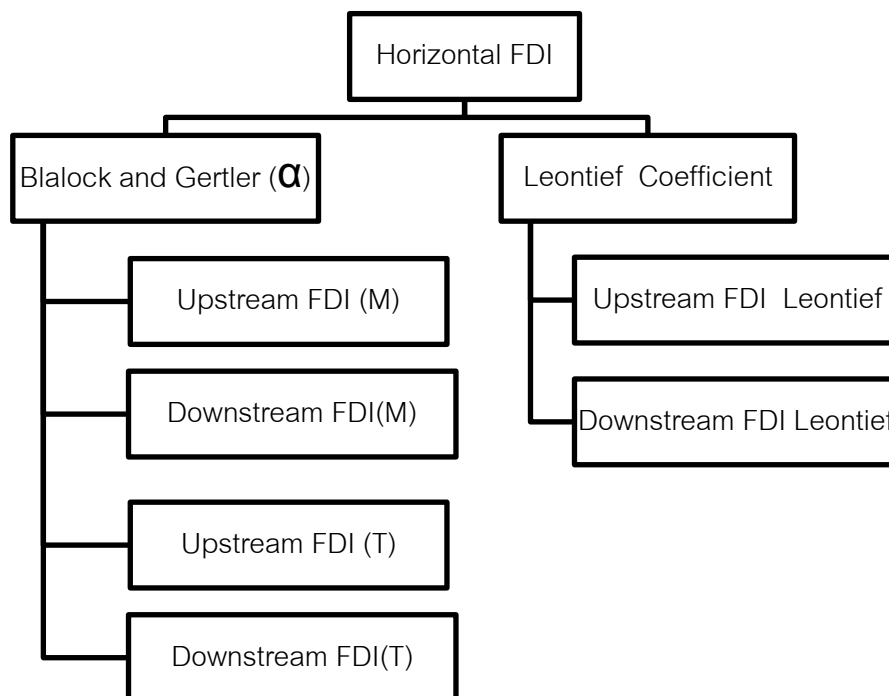 Horizontal FDI
Blalock and Gertler (α)
Upstream FDI (M)
Downstream FDI(M)
Upstream FDI (T)
Downstream FDI(T)
Leontief Coefficient
Upstream FDI Leontief
Downstream FDI Leontief